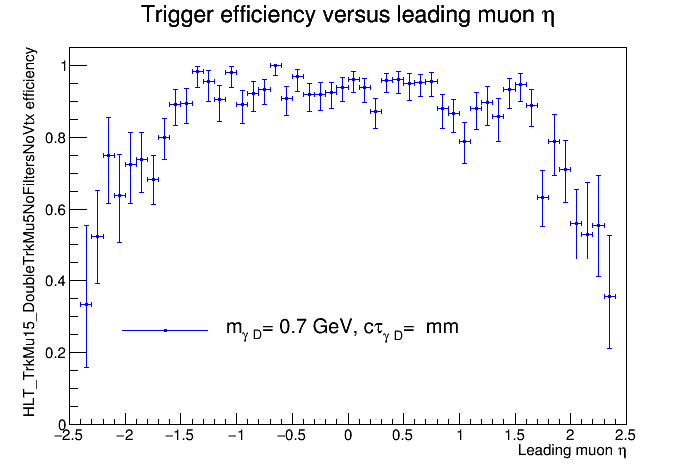 Trigger efficiency versus leading muon η
HLT_TrkMu15_DoubleTrkMu5NoFiltersNoVtx efficiency
1
0.8
0.6
0.4
0.2
0
m_γ D= 0.7 GeV, cτ_γ D= mm
−2.5 −2 −1.5 −1 −0.5 0 0.5 1 1.5 2 2.5
Leading muon η